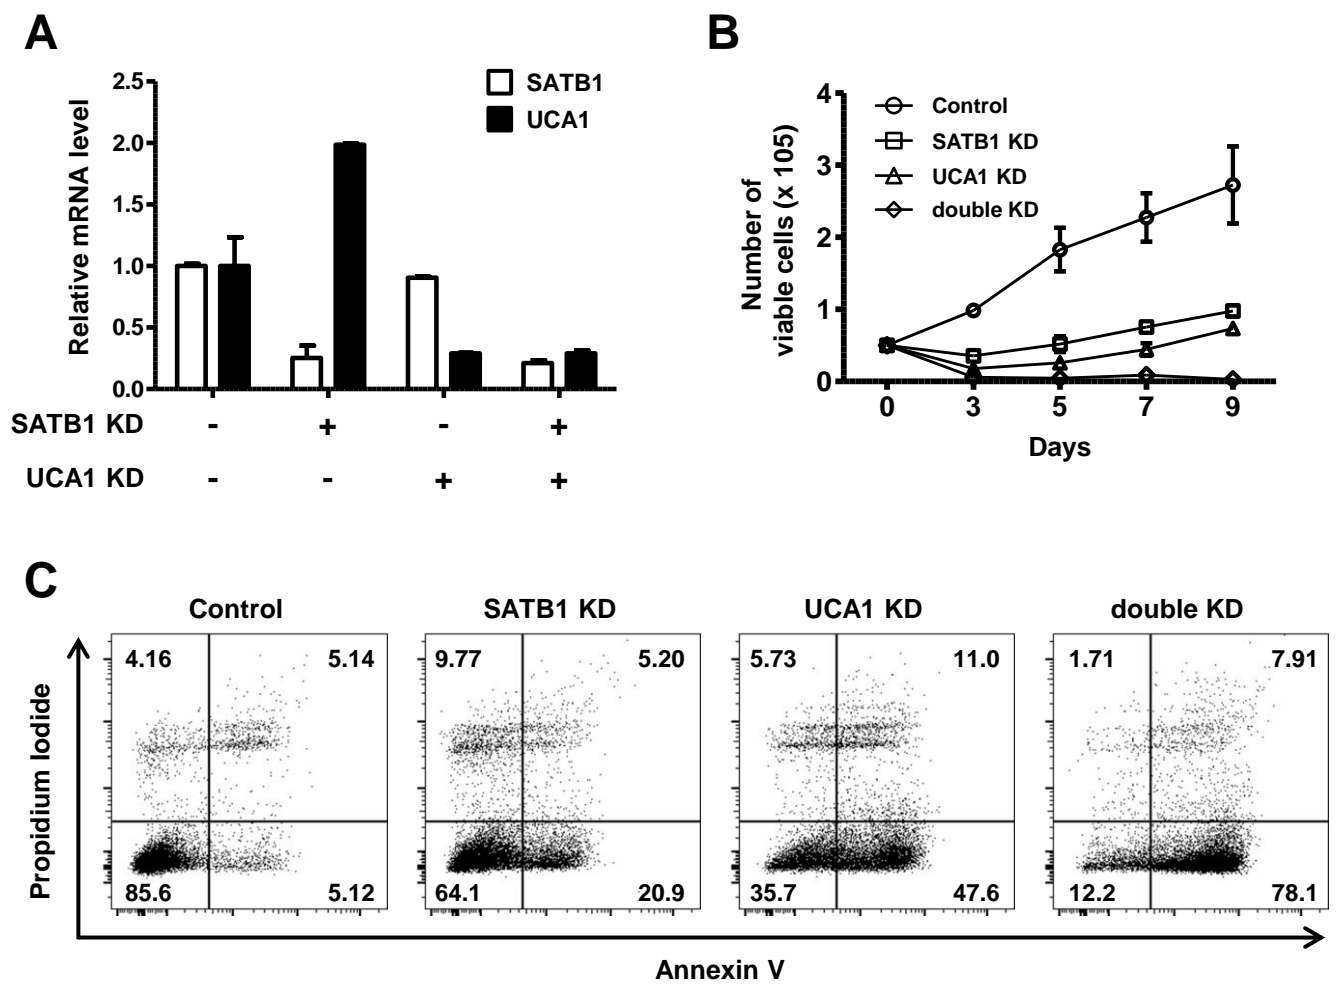 A
2.5
2.0
1.5
1.0
0.5
0.0
Relative mRNA level
SATB1
UCA1
SATB1 KD - + - +
UCA1 KD - - + +
B
4
3
2
1
0
Number of
viable cells (x 105)
Control
SATB1 KD
UCA1 KD
double KD
0 3 5 7 9
Days
C
Control SATB1 KD UCA1 KD double KD
4.16 5.14 9.77 5.20 5.73 11.0 1.71 7.91
85.6 5.12 64.1 20.9 35.7 47.6 12.2 78.1
Propidium Iodide
Annexin V